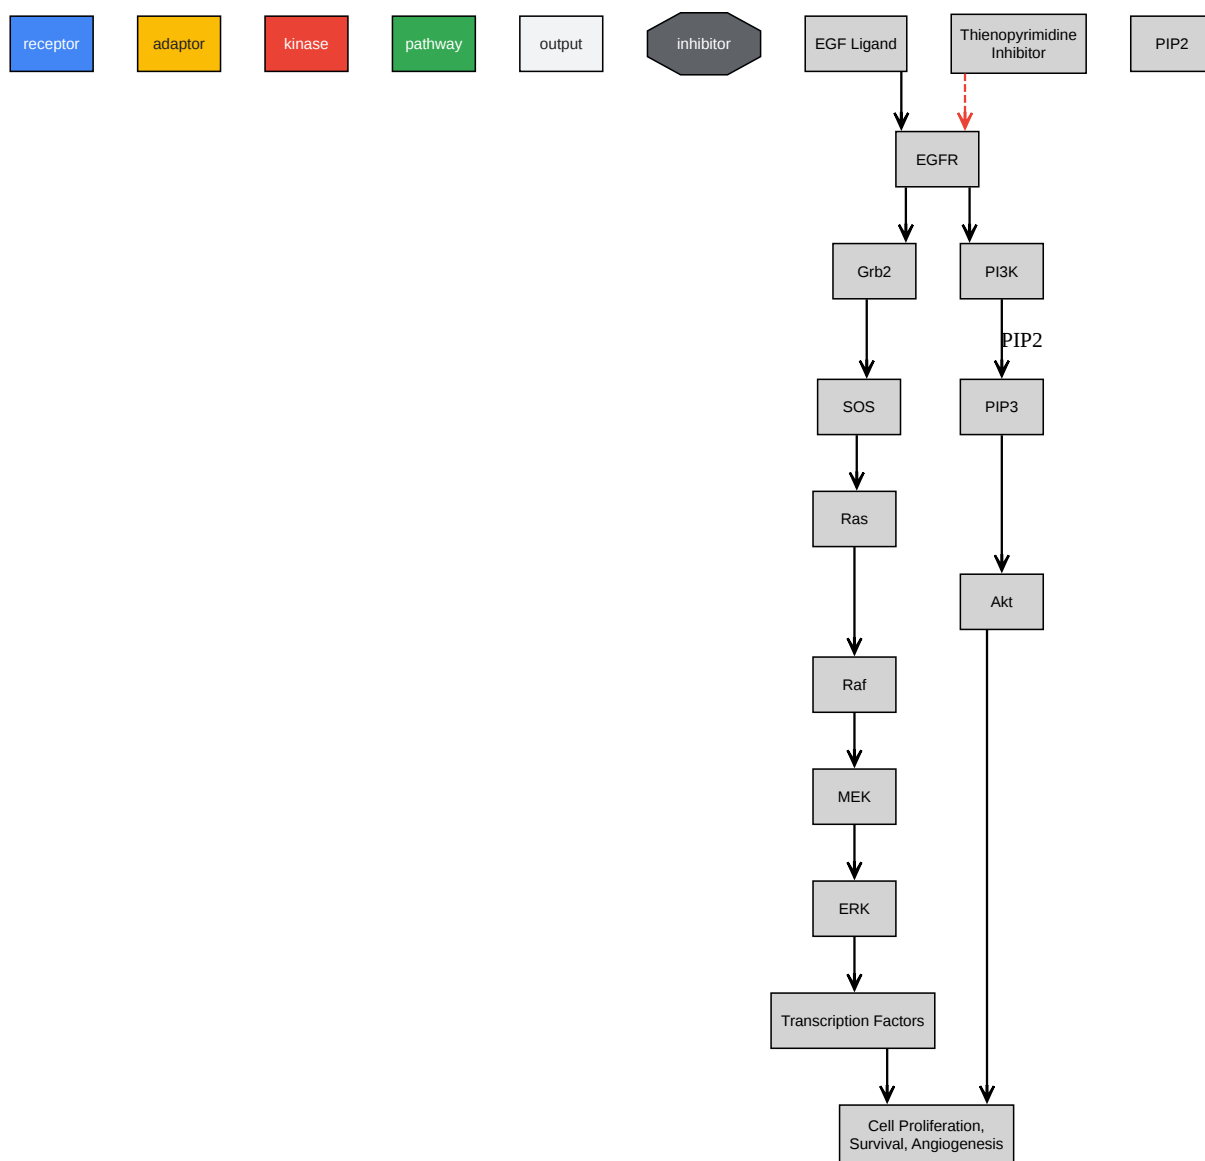 receptor
adaptor
kinase
pathway
output
inhibitor
EGF Ligand
Thienopyrimidine
Inhibitor
PIP2
EGFR
Grb2
PI3K
PIP2
SOS
PIP3
Ras
Akt
Raf
MEK
ERK
Transcription Factors
Cell Proliferation,
Survival, Angiogenesis